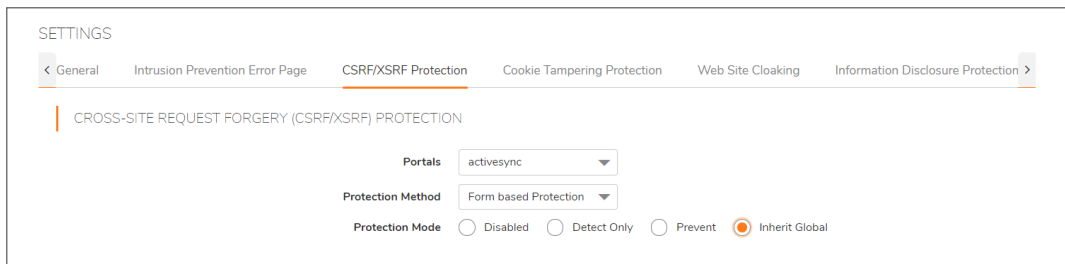 SETTINGS
< General Intrusion Prevention Error Page CSRF/XSRF Protection Cookie Tampering Protection Web Site Cloaking Information Disclosure Protection >
CROSS-SITE REQUEST FORGERY (CSRF/XSRF) PROTECTION
Portals activesync
Protection Method Form based Protection
Protection Mode Disabled Detect Only Prevent Inherit Global